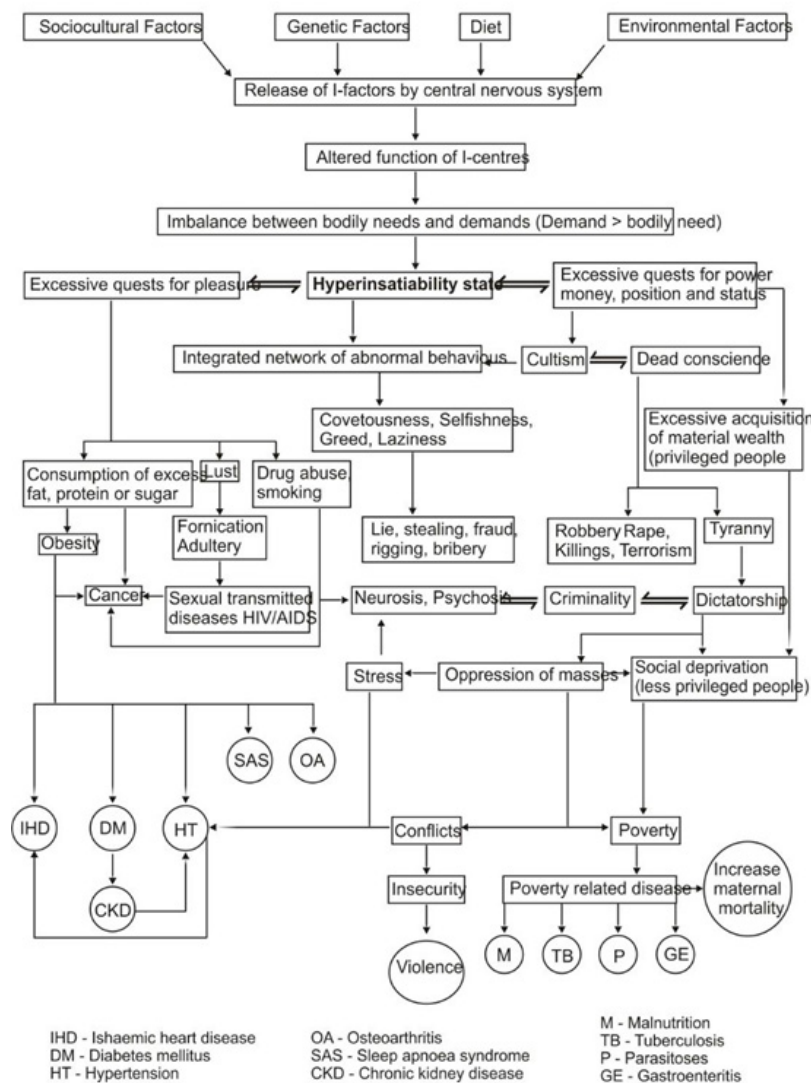 Sociocultural Factors
Genetic Factors
Diet
Environmental Factors
Release of I-factors by central nervous system
Altered function of I-centres
Imbalance between bodily needs and demands (Demand > bodily need)
Excessive quests for pleasure
Hyperinsatiability state
Excessive quests for power
money, position and status
Integrated network of abnormal behavious
Cultism
Dead conscience
Covetousness, Selfishness,
Greed, Laziness
Excessive acquisition
of material wealth
(privileged people
Consumption of excess
fat, protein or sugar
Lust
Drug abuse,
smoking
Obesity
Fornication
Adultery
Lie, stealing, fraud,
rigging, bribery
Robbery Rape,
Killings, Terrorism
Tyranny
Cancer
Sexual transmitted
diseases HIV/AIDS
Neurosis, Psychosis
Criminality
Dictatorship
Stress
Oppression of masses
Social deprivation
(less privileged people)
SAS
OA
IHD
DM
HT
Conflicts
Poverty
CKD
Insecurity
Poverty related disease
Increase
maternal
mortality
Violence
M
TB
P
GE
IHD - Ishaemic heart disease
DM - Diabetes mellitus
HT - Hypertension
OA - Osteoarthritis
SAS - Sleep apnoea syndrome
CKD - Chronic kidney disease
M - Malnutrition
TB - Tuberculosis
P - Parasitoses
GE - Gastroenteritis